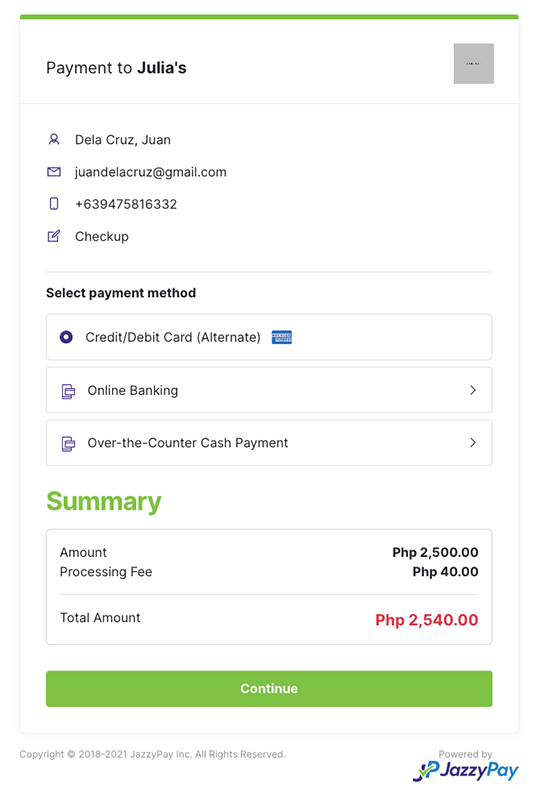 Payment to Julia's
Dela Cruz, Juan
juandelacruz@gmail.com
+639475816332
Checkup
Select payment method
Credit/Debit Card (Alternate)
Online Banking
Over-the-Counter Cash Payment
Summary
Amount Php 2,500.00
Processing Fee Php 40.00
Total Amount Php 2,540.00
Continue
Copyright © 2018-2021 JazzyPay Inc. All Rights Reserved.
Powered by
JazzyPay